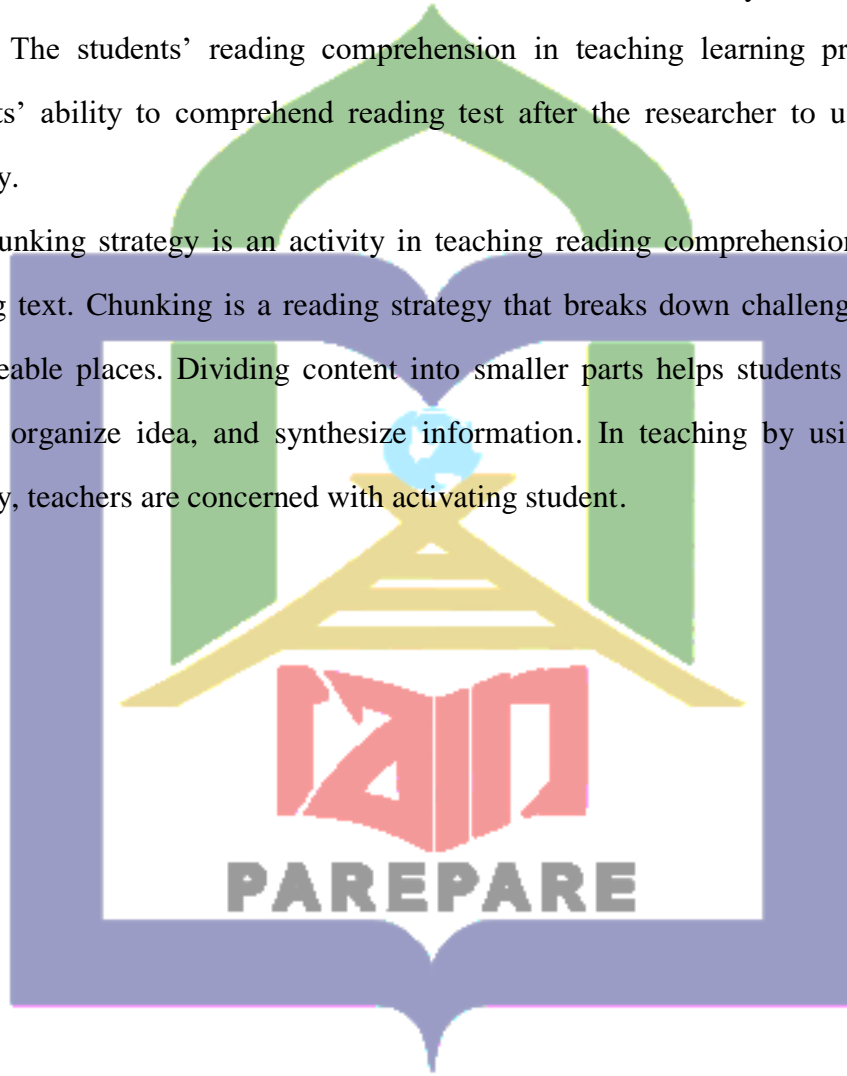 The students’ reading comprehension in teaching learning pr
ts’ ability to comprehend reading test after the researcher to u
y.
unking strategy is an activity in teaching reading comprehension
g text. Chunking is a reading strategy that breaks down challeng
eable places. Dividing content into smaller parts helps students
organize idea, and synthesize information. In teaching by usi
y, teachers are concerned with activating student.
iain
PAREPARE